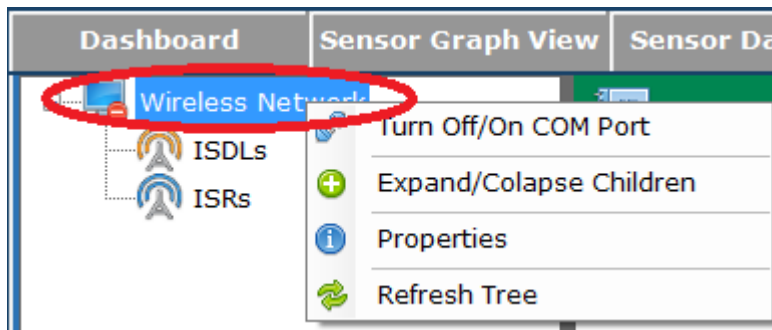 Dashboard
Sensor Graph View
Sensor Da
Wireless Network
Turn Off/On COM Port
ISDLs
Expand/Colapse Children
ISRs
Properties
Refresh Tree